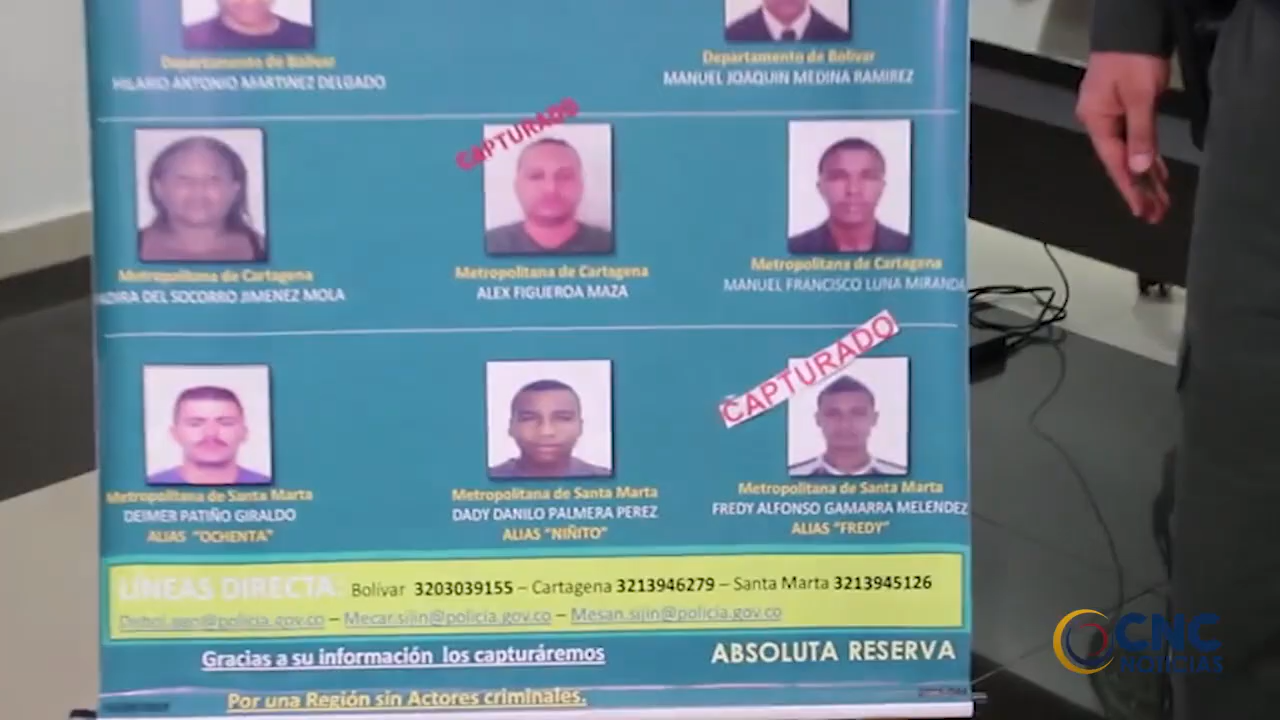 Departamento de Bolívar
HILARIO ANTONIO MARTINEZ DELGADO
Departamento de Bolívar
MANUEL JOAQUIN MEDINA RAMIREZ
CAPTURADO
Metropolitana de Cartagena
DEL SOCORRO JIMENEZ MOLA
Metropolitana de Cartagena
ALEX FIGUEROA MAZA
Metropolitana de Cartagena
MANUEL FRANCISCO LUNA MIRANDA
CAPTURADO
Metropolitana de Santa Marta
DEIMER PATIÑO GIRALDO
ALIAS "OCHENTA"
Metropolitana de Santa Marta
DADY DANILO PALMERA PEREZ
ALIAS "NIÑITO"
Metropolitana de Santa Marta
FREDY ALFONSO GAMARRA MELENDEZ
ALIAS "FREDY"
LÍNEAS DIRECTA: Bolívar 3203039155 – Cartagena 3213946279 – Santa Marta 3213945126
– Mecar.sijin@policia.gov.co – Mesan.sijin@policia.gov.co
Gracias a su información los capturáremos
ABSOLUTA RESERVA
Por una Región sin Actores criminales.
CNC
NOTICIAS